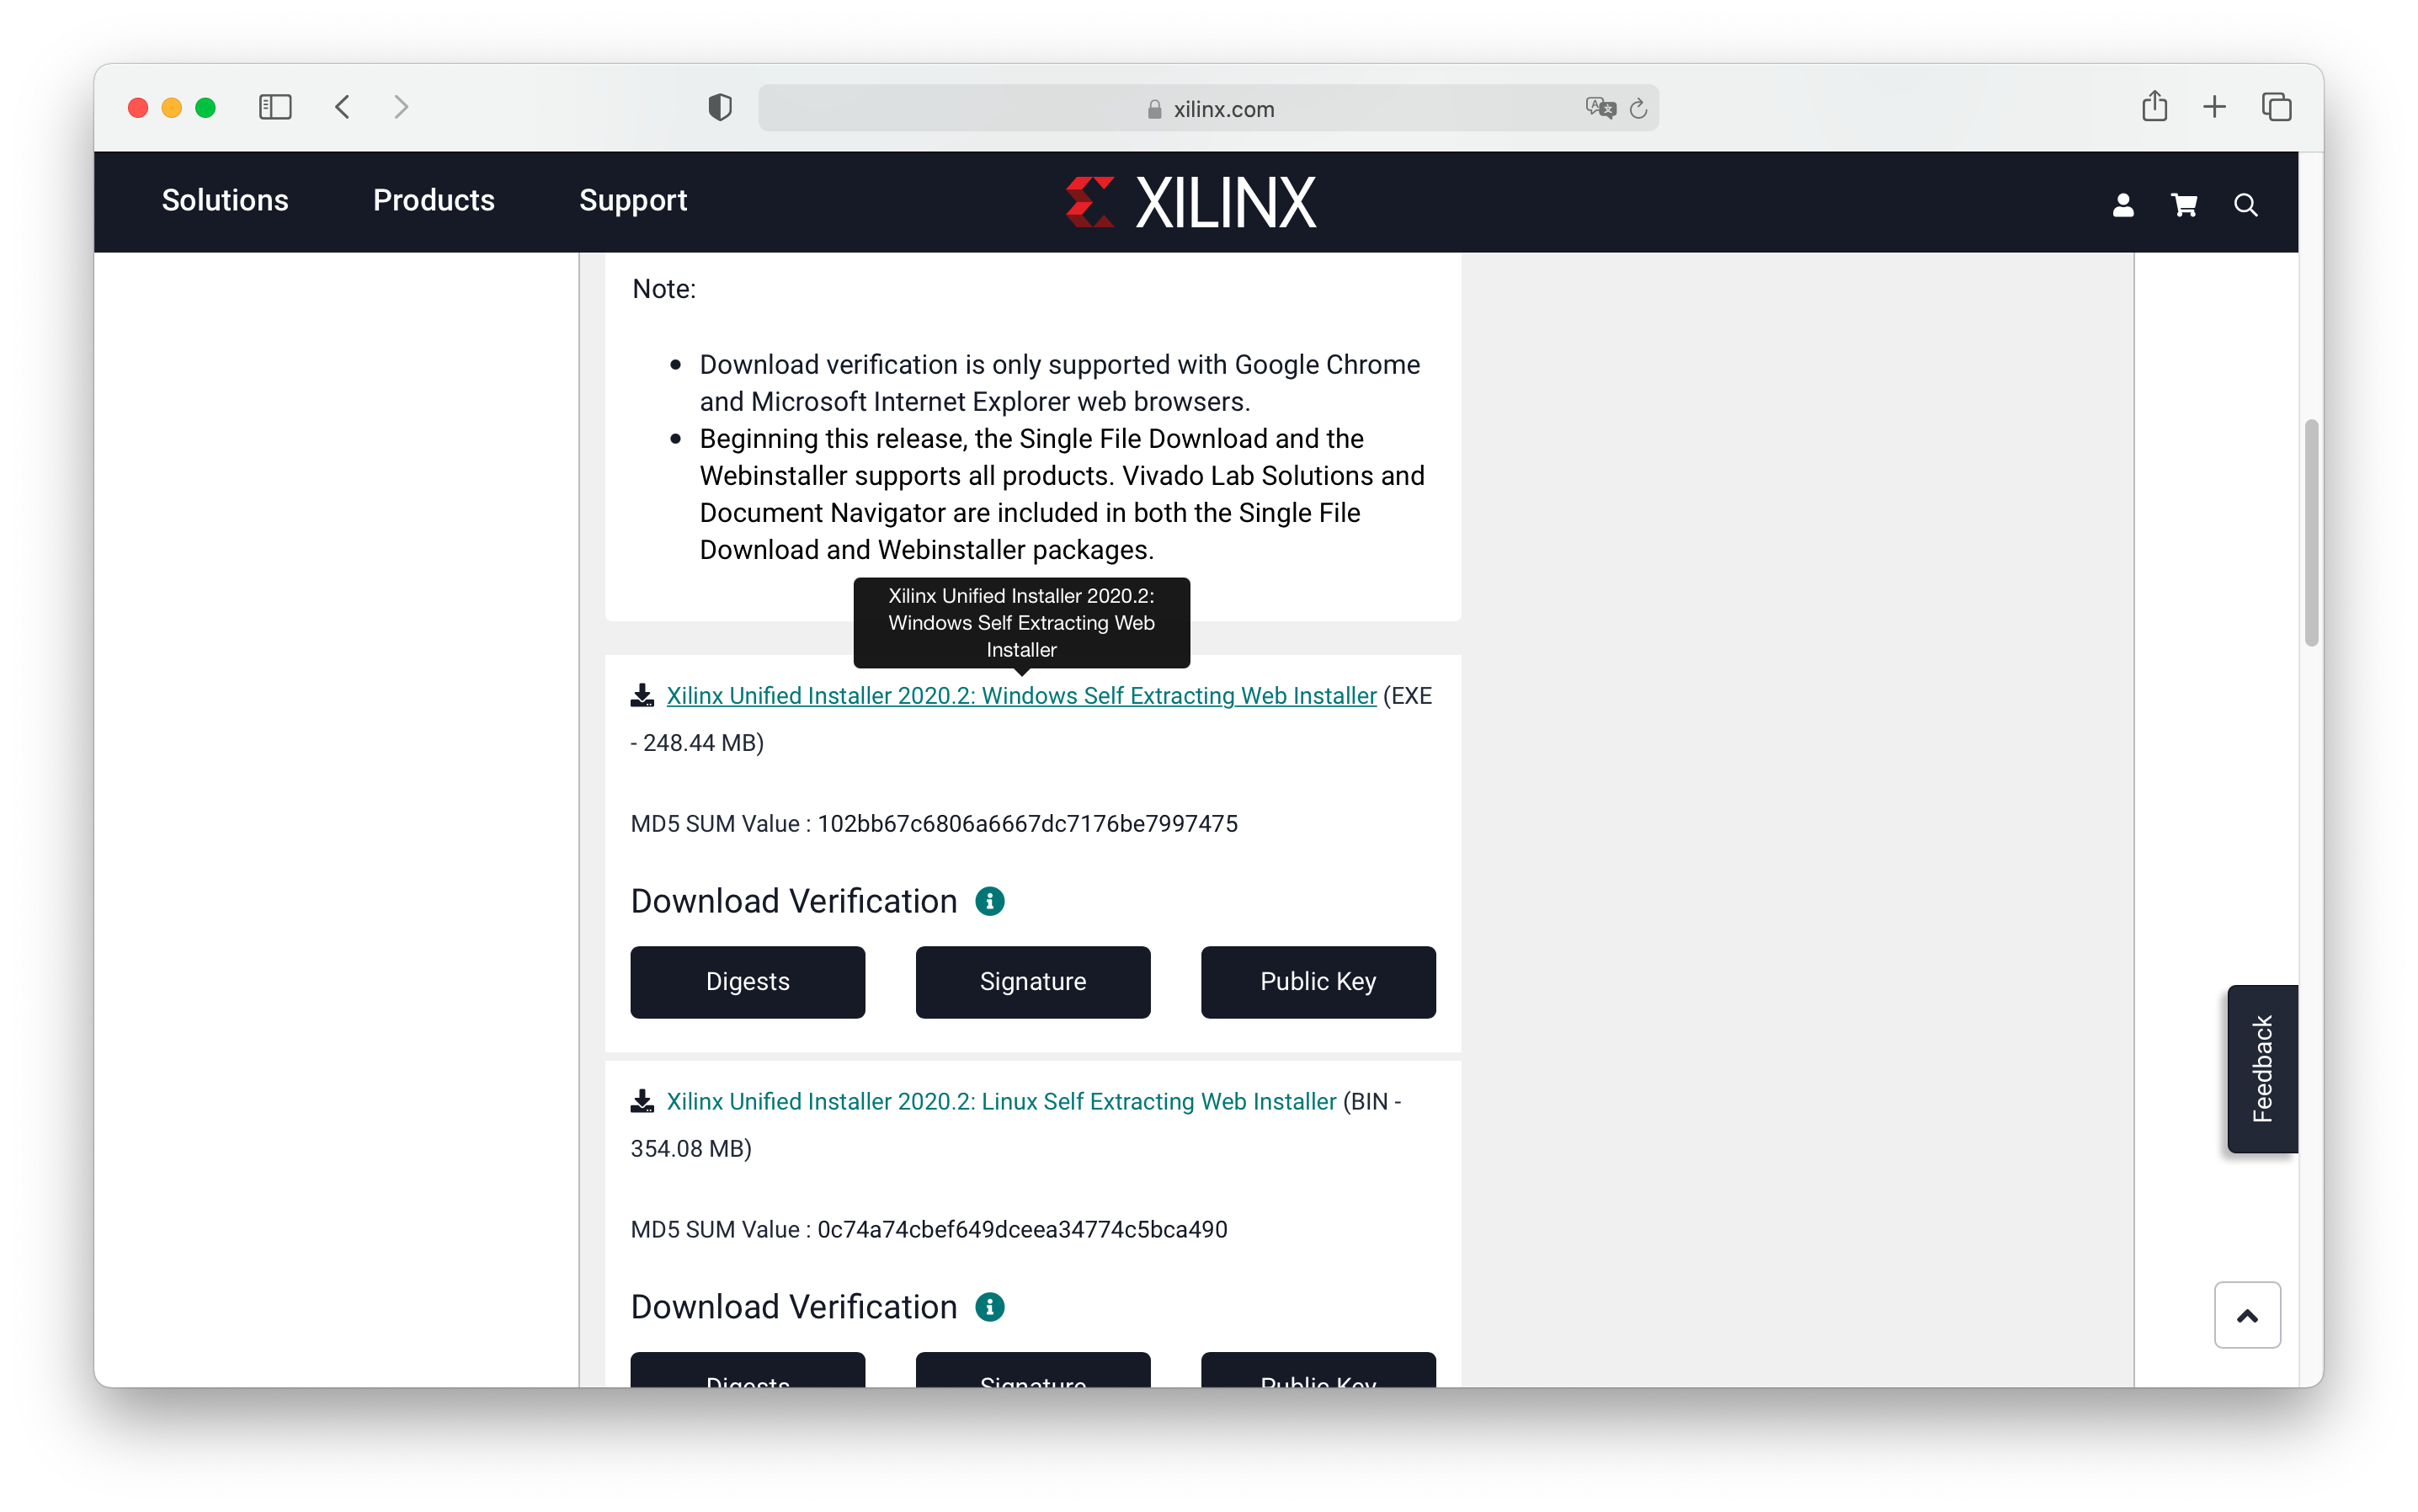 xilinx.com
Solutions
Products
Support
XILINX
Note:
Download verification is only supported with Google Chrome
and Microsoft Internet Explorer web browsers.
Beginning this release, the Single File Download and the
Webinstaller supports all products. Vivado Lab Solutions and
Document Navigator are included in both the Single File
Download and Webinstaller packages.
Xilinx Unified Installer 2020.2:
Windows Self Extracting Web
Installer
Xilinx Unified Installer 2020.2: Windows Self Extracting Web Installer (EXE
- 248.44 MB)
MD5 SUM Value : 102bb67c6806a6667dc7176be7997475
Download Verification
Digests
Signature
Public Key
Xilinx Unified Installer 2020.2: Linux Self Extracting Web Installer (BIN -
354.08 MB)
MD5 SUM Value : 0c74a74cbef649dceea34774c5bca490
Download Verification
Digests
Signature
Public Key
Feedback